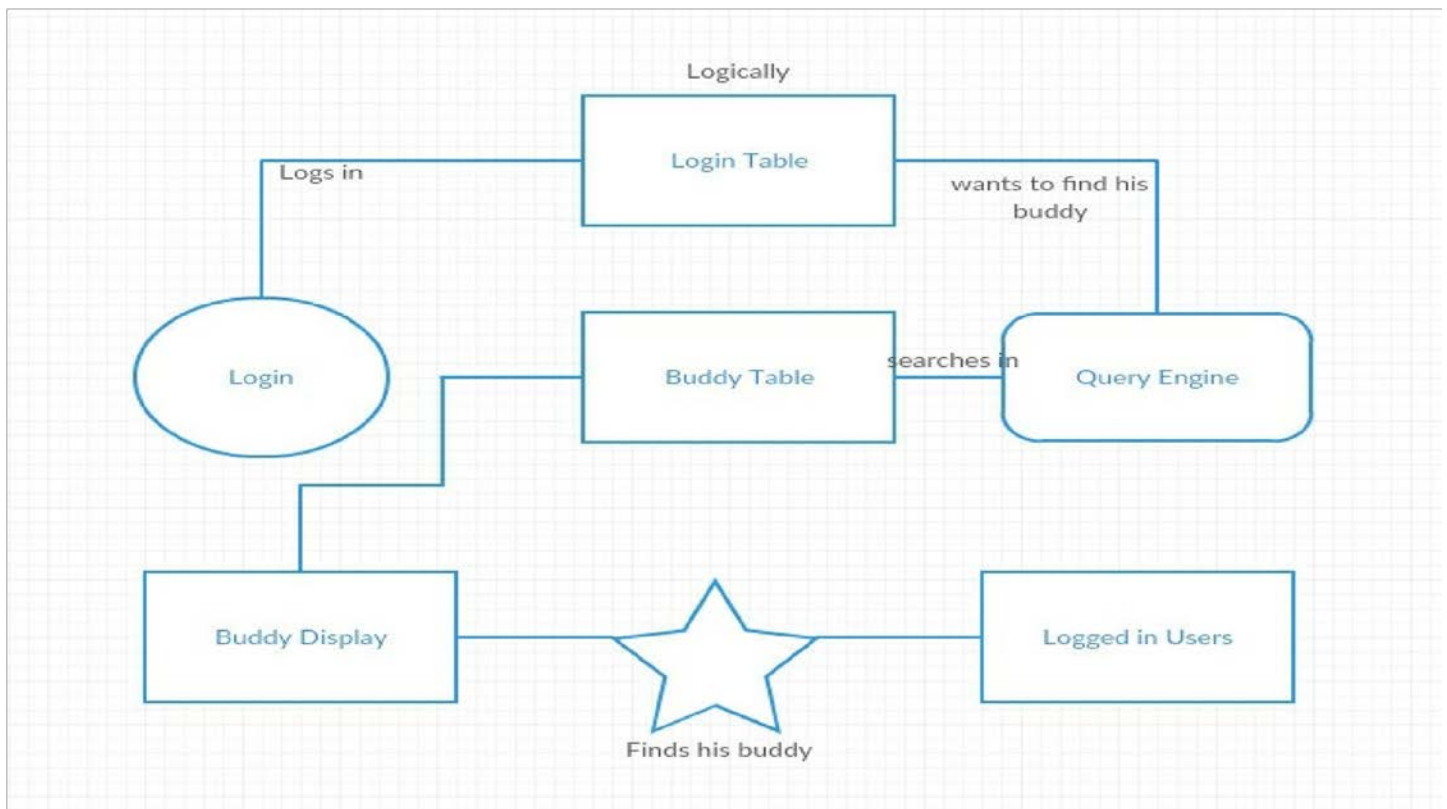 Logically
Login Table
Logs in
wants to find his
buddy
Login
Buddy Table
searches in
Query Engine
Buddy Display
Logged in Users
Finds his buddy